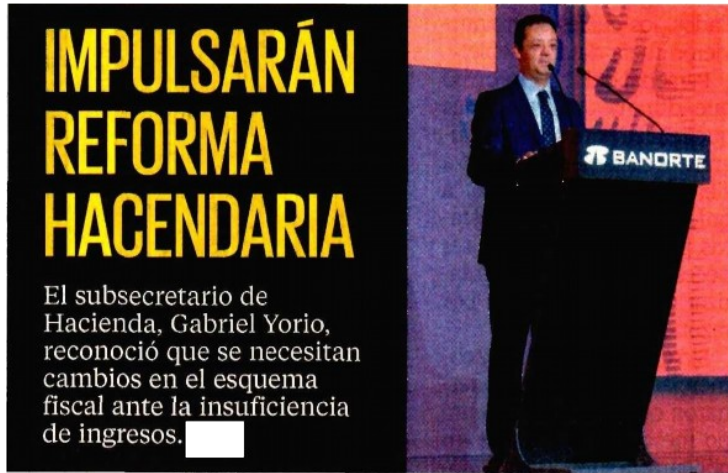 IMPULSARÁN
REFORMA
HACENDARIA
El subsecretario de
Hacienda, Gabriel Yorio,
reconoció que se necesitan
cambios en el esquema
fiscal ante la insuficiencia
de ingresos.
BANORTE